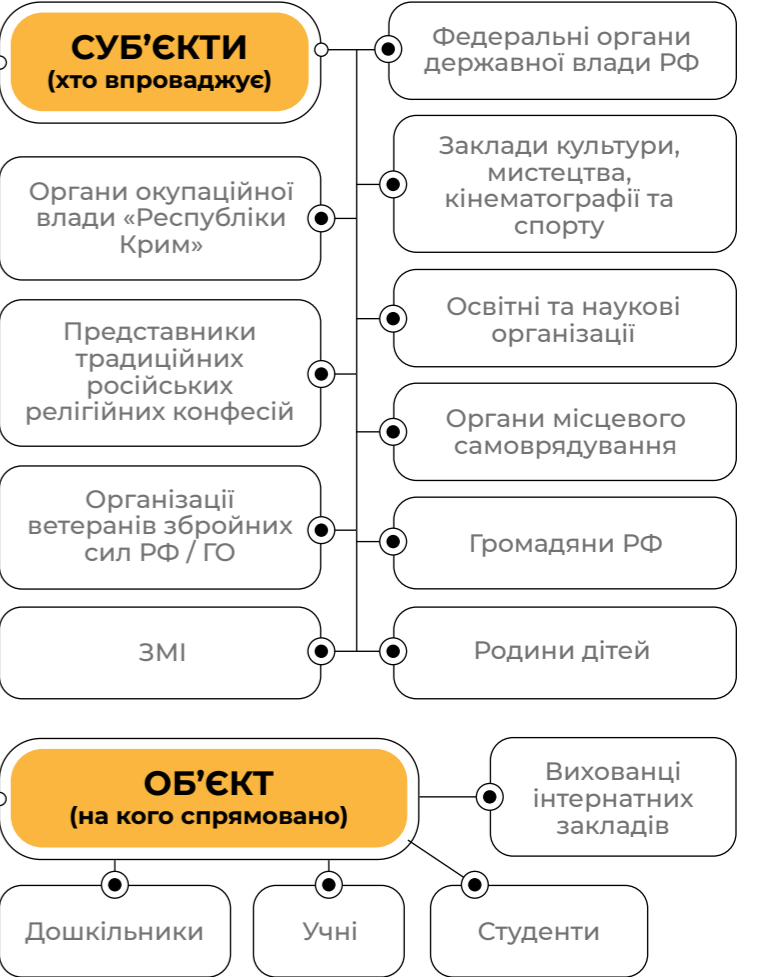 СУБ’ЄКТИ
(хто впроваджує)
Федеральні органи
державної влади РФ
Заклади культури,
мистецтва,
кінематографії та
спорту
Органи окупаційної
влади «Республіки
Крим»
Освітні та наукові
організації
Представники
традиційних
російських
релігійних конфесій
Органи місцевого
самоврядування
Організації
ветеранів збройних
сил РФ / ГО
Громадяни РФ
ЗМІ
Родини дітей
ОБ’ЄКТ
(на кого спрямовано)
Вихованці
інтернатних
закладів
Дошкільники
Учні
Студенти